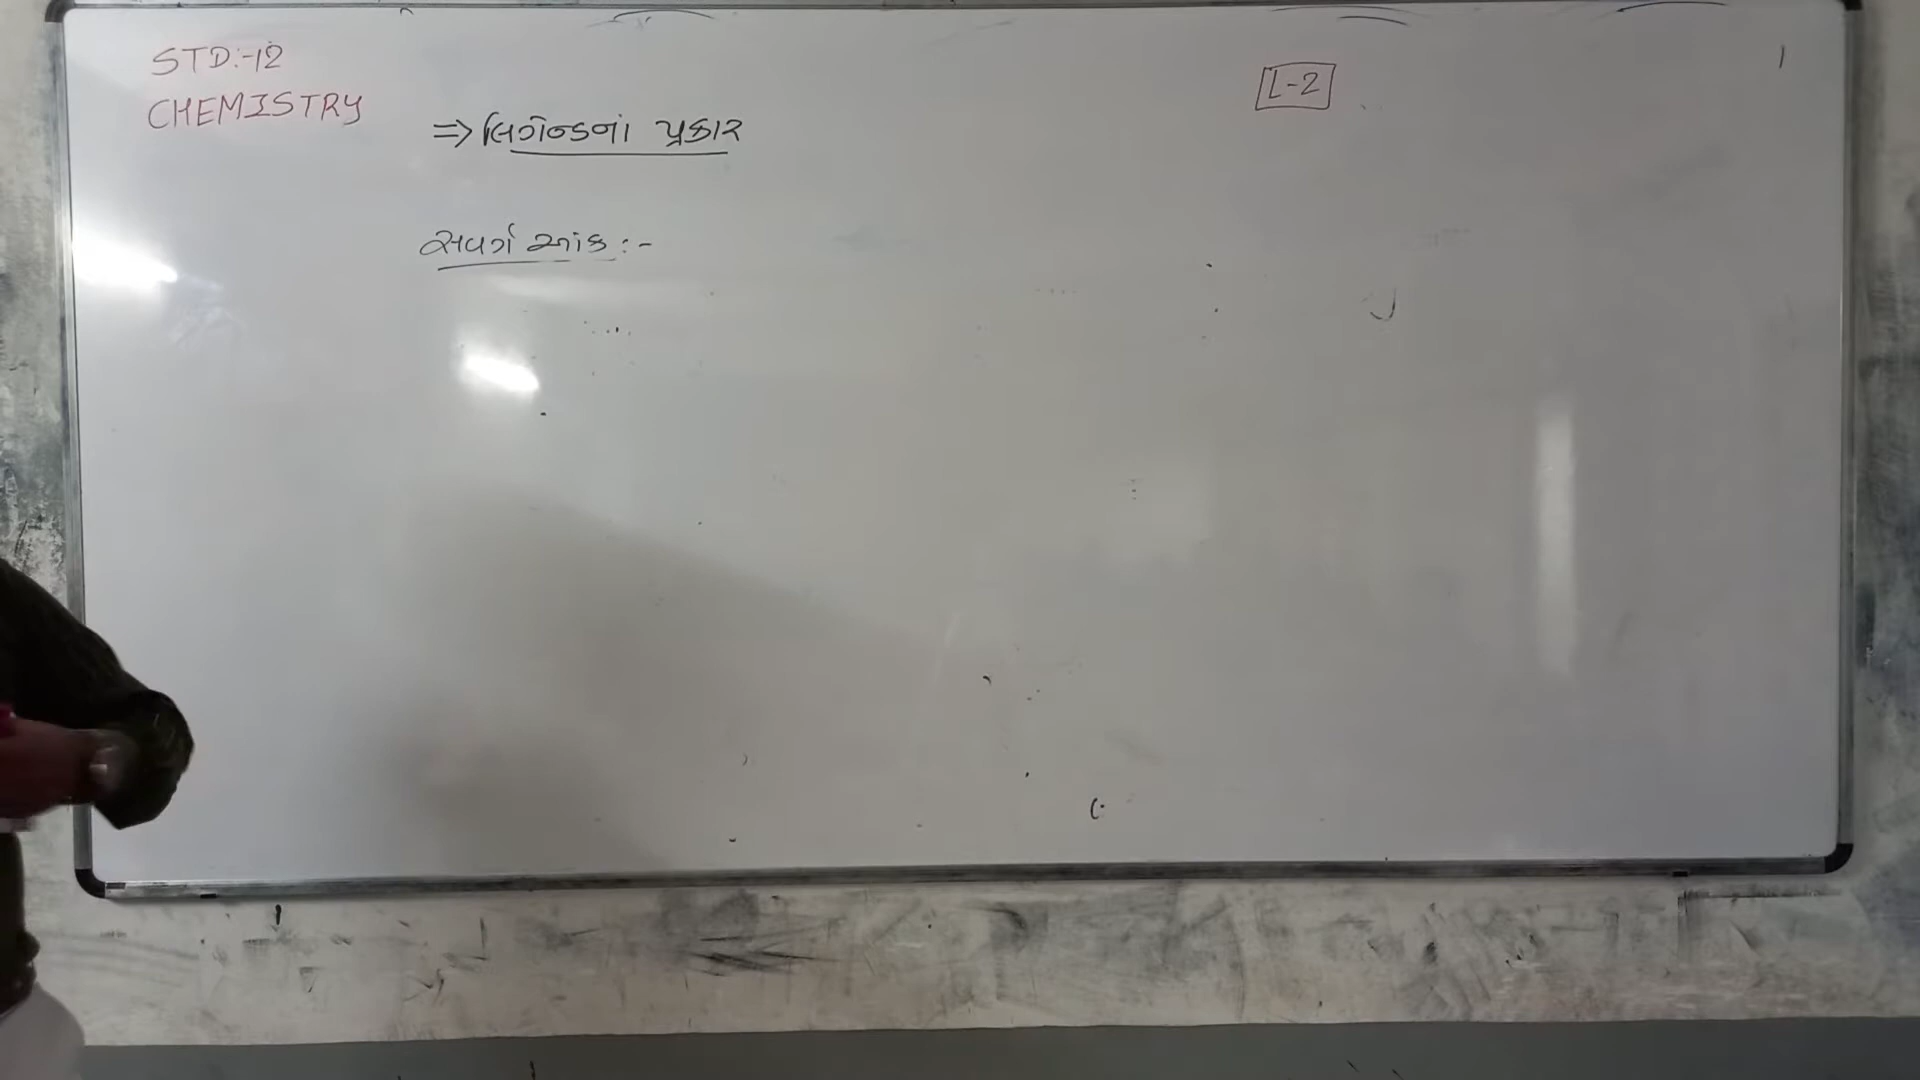 STD:-12
CHEMISTRY
L-2
⇒ લિગેન્ડના પ્રકાર
સવર્ગ આંક :-